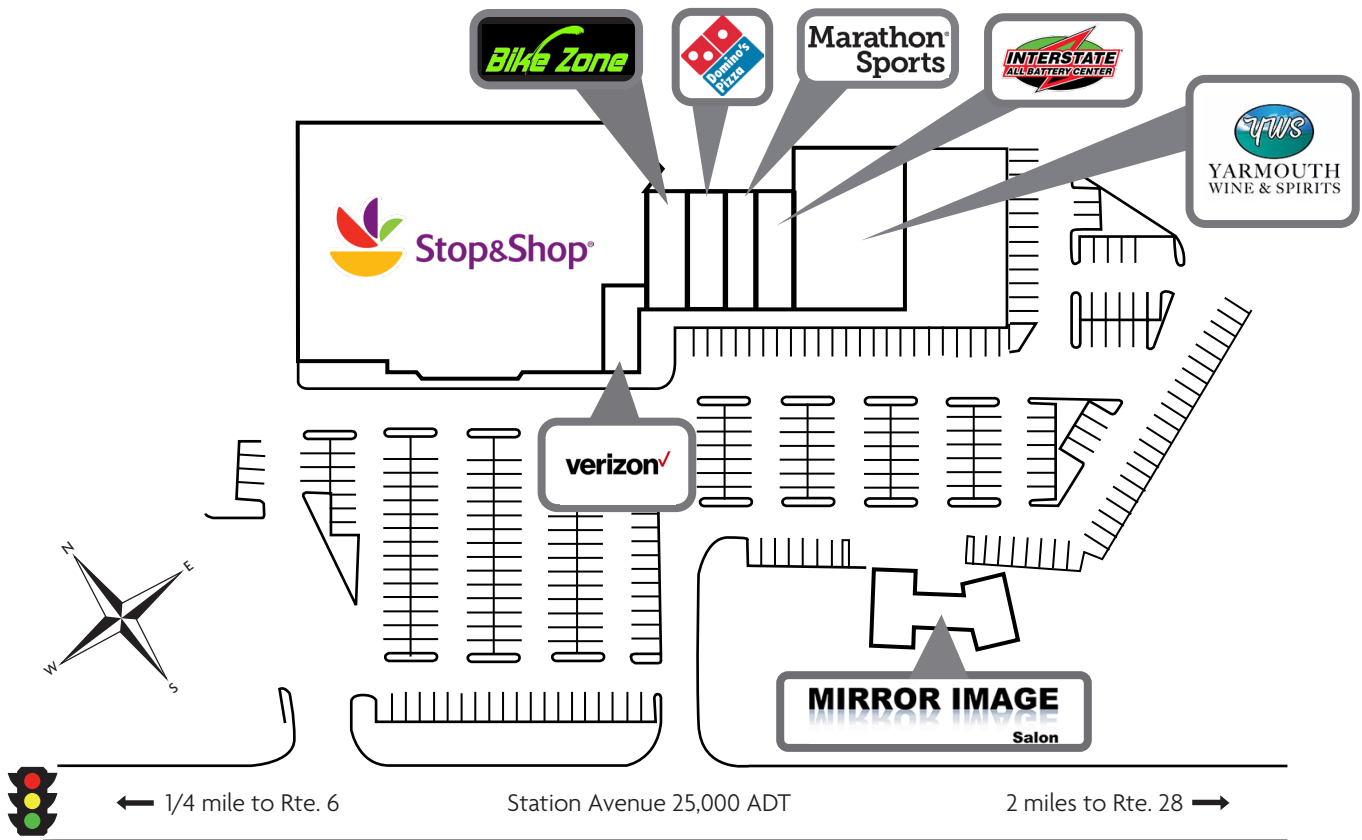 Bike Zone
Domino's
Pizza
Marathon®
Sports
INTERSTATE
ALL BATTERY CENTER
YWS
YARMOUTH
WINE & SPIRITS
Stop&Shop®
verizon✓
N
E
W
S
MIRROR IMAGE
Salon
← 1/4 mile to Rte. 6
Station Avenue 25,000 ADT
2 miles to Rte. 28 →